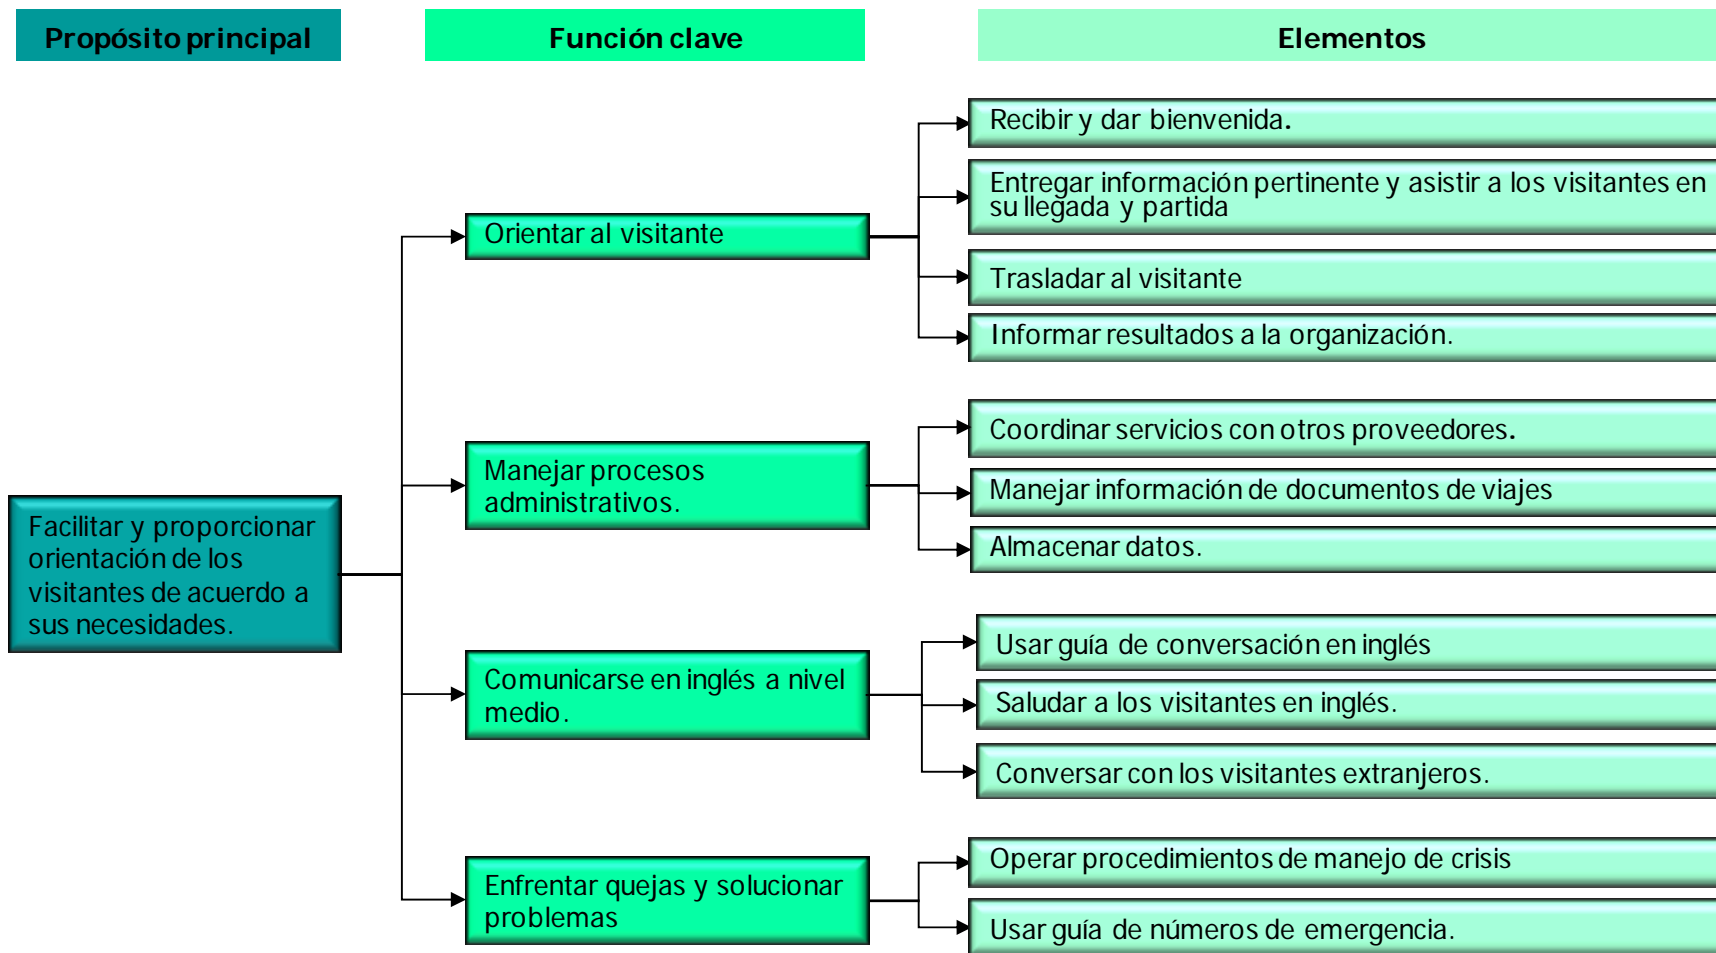 Propósito principal
Función clave
Elementos
Facilitar y proporcionar
orientación de los
visitantes de acuerdo a
sus necesidades.
Orientar al visitante
Recibir y dar bienvenida.
Entregar información pertinente y asistir a los visitantes en
su llegada y partida
Trasladar al visitante
Informar resultados a la organización.
Manejar procesos
administrativos.
Coordinar servicios con otros proveedores.
Manejar información de documentos de viajes
Almacenar datos.
Comunicarse en inglés a nivel
medio.
Usar guía de conversación en inglés
Saludar a los visitantes en inglés.
Conversar con los visitantes extranjeros.
Enfrentar quejas y solucionar
problemas
Operar procedimientos de manejo de crisis
Usar guía de números de emergencia.